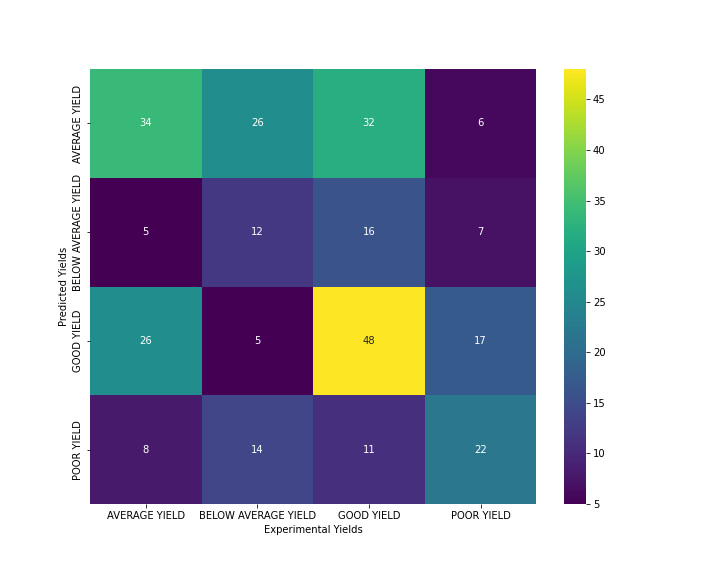 AVERAGE YIELD
BELOW AVERAGE YIELD
GOOD YIELD
POOR YIELD
Predicted Yields
34 26 32 6
5 12 16 7
26 5 48 17
8 14 11 22
AVERAGE YIELD BELOW AVERAGE YIELD GOOD YIELD POOR YIELD
Experimental Yields
45
40
35
30
25
20
15
10
5